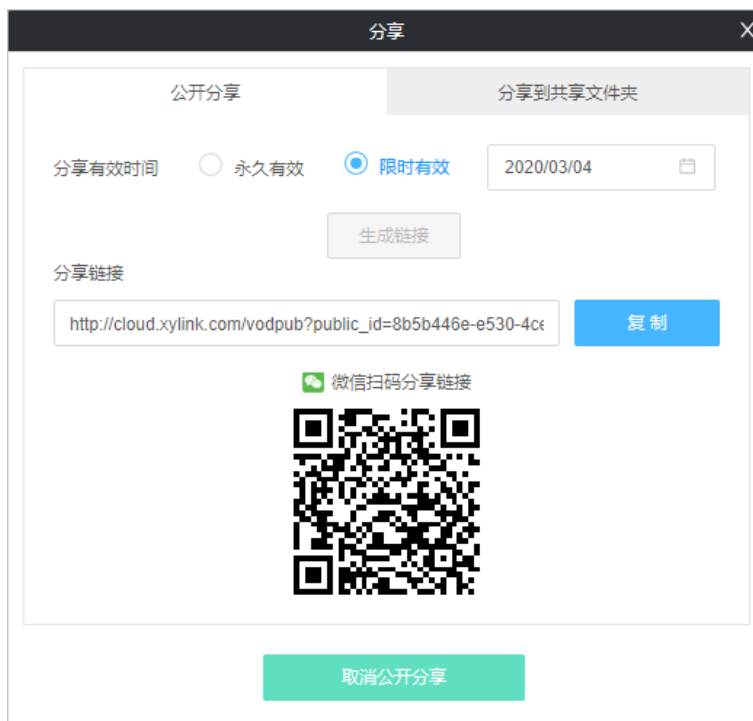 分享
公开分享
分享到共享文件夹
分享有效时间 永久有效 限时有效 2020/03/04
生成链接
分享链接
http://cloud.xylink.com/vodpub?public_id=8b5b446e-e530-4ce 复制
微信扫码分享链接
取消公开分享